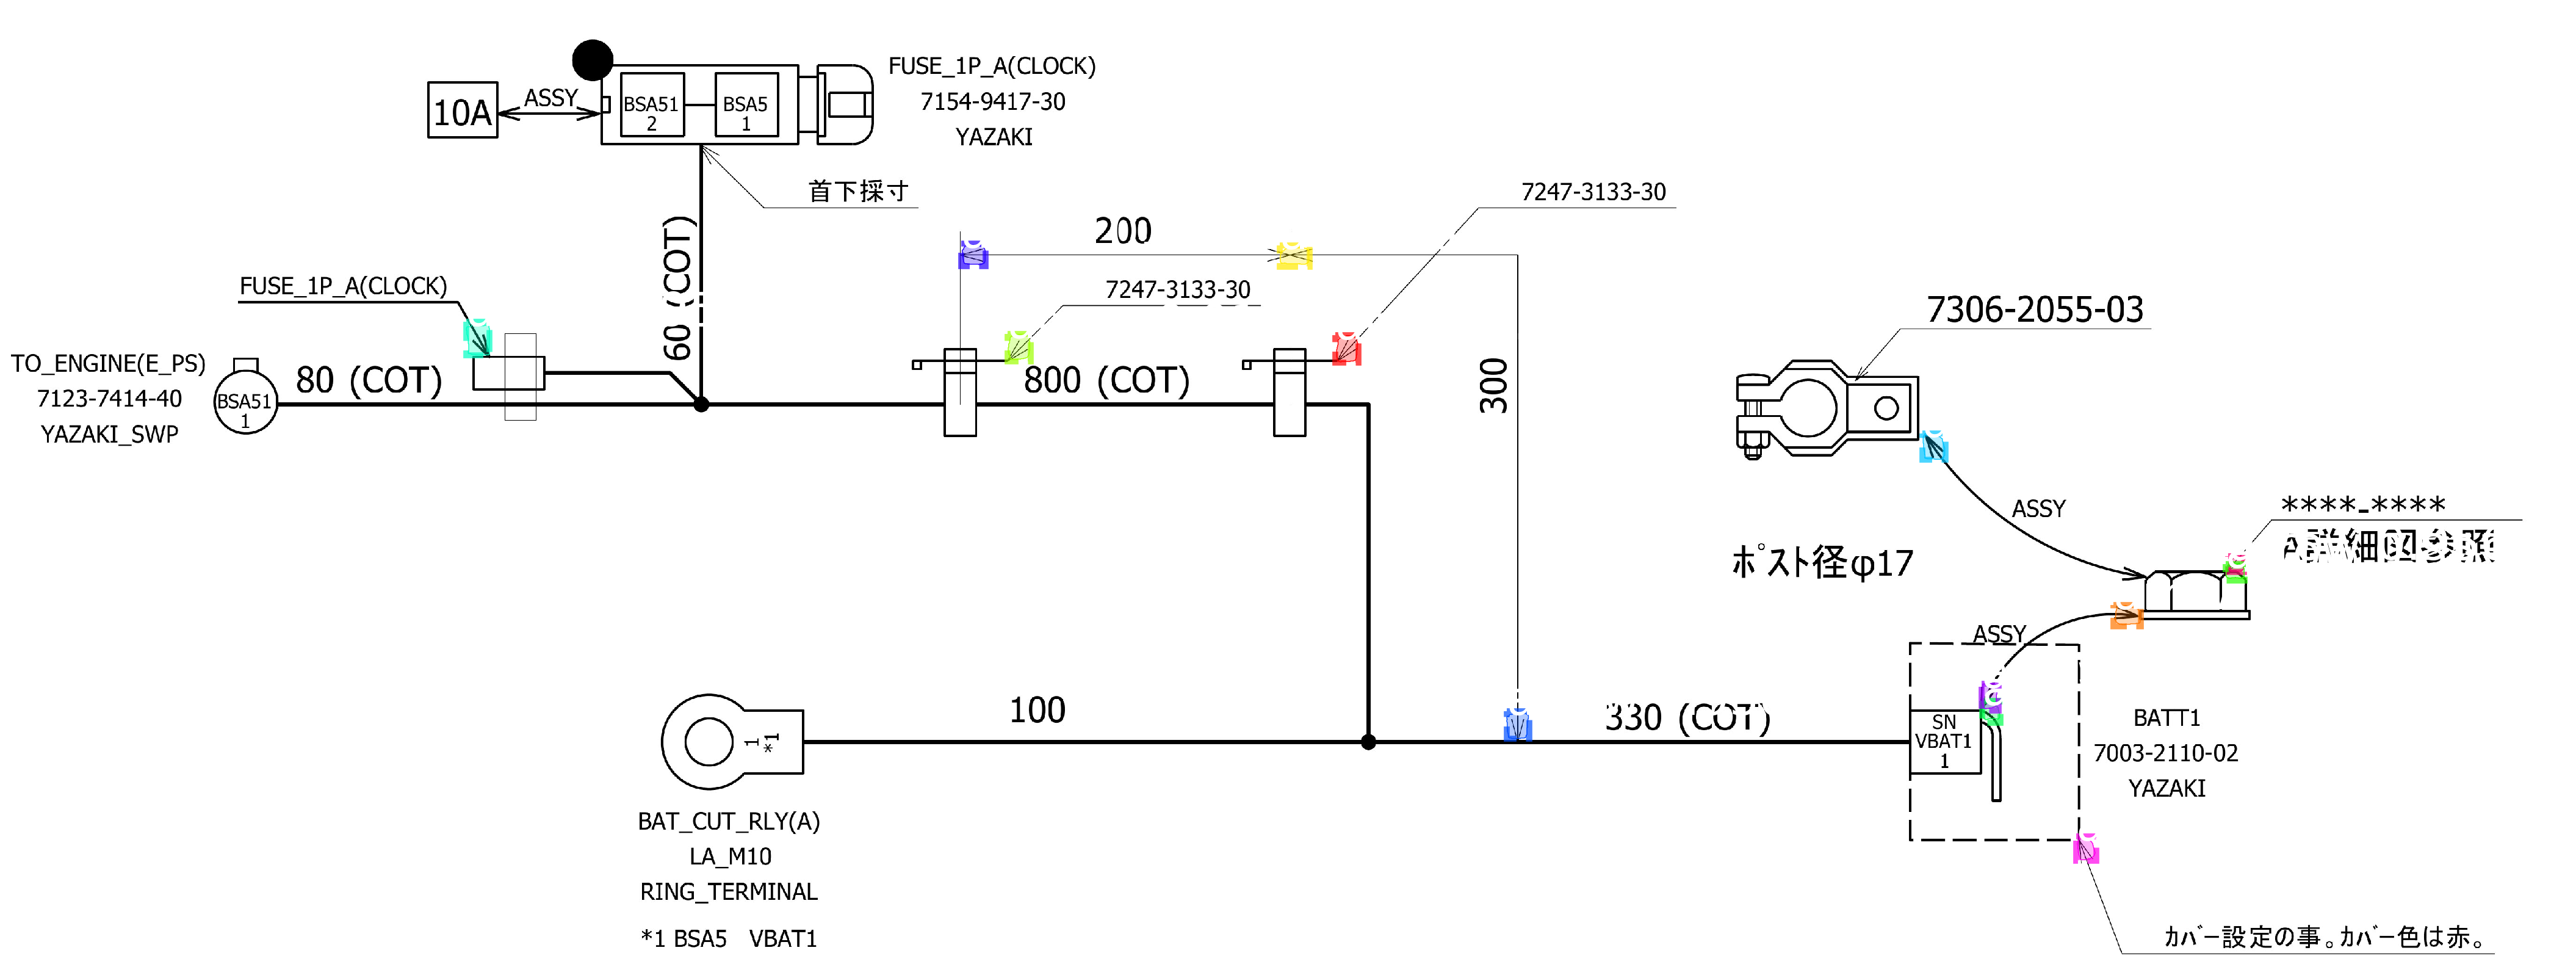 FUSE_1P_A(CLOCK)
7154-9417-30
YAZAKI
10A
ASSY
BSA51
2
BSA5
1
首下採寸
60 (COT)
200
7247-3133-30
7247-3133-30
FUSE_1P_A(CLOCK)
TO_ENGINE(E_PS)
7123-7414-40
YAZAKI_SWP
BSA51
1
80 (COT)
800 (COT)
300
7306-2055-03
ASSY
****-****
A詳細図参照
ポスト径φ17
ASSY
100
330 (COT)
1
*1
SN
VBAT1
1
BATT1
7003-2110-02
YAZAKI
BAT_CUT_RLY(A)
LA_M10
RING_TERMINAL
*1 BSA5 VBAT1
カバー設定の事。カバー色は赤。